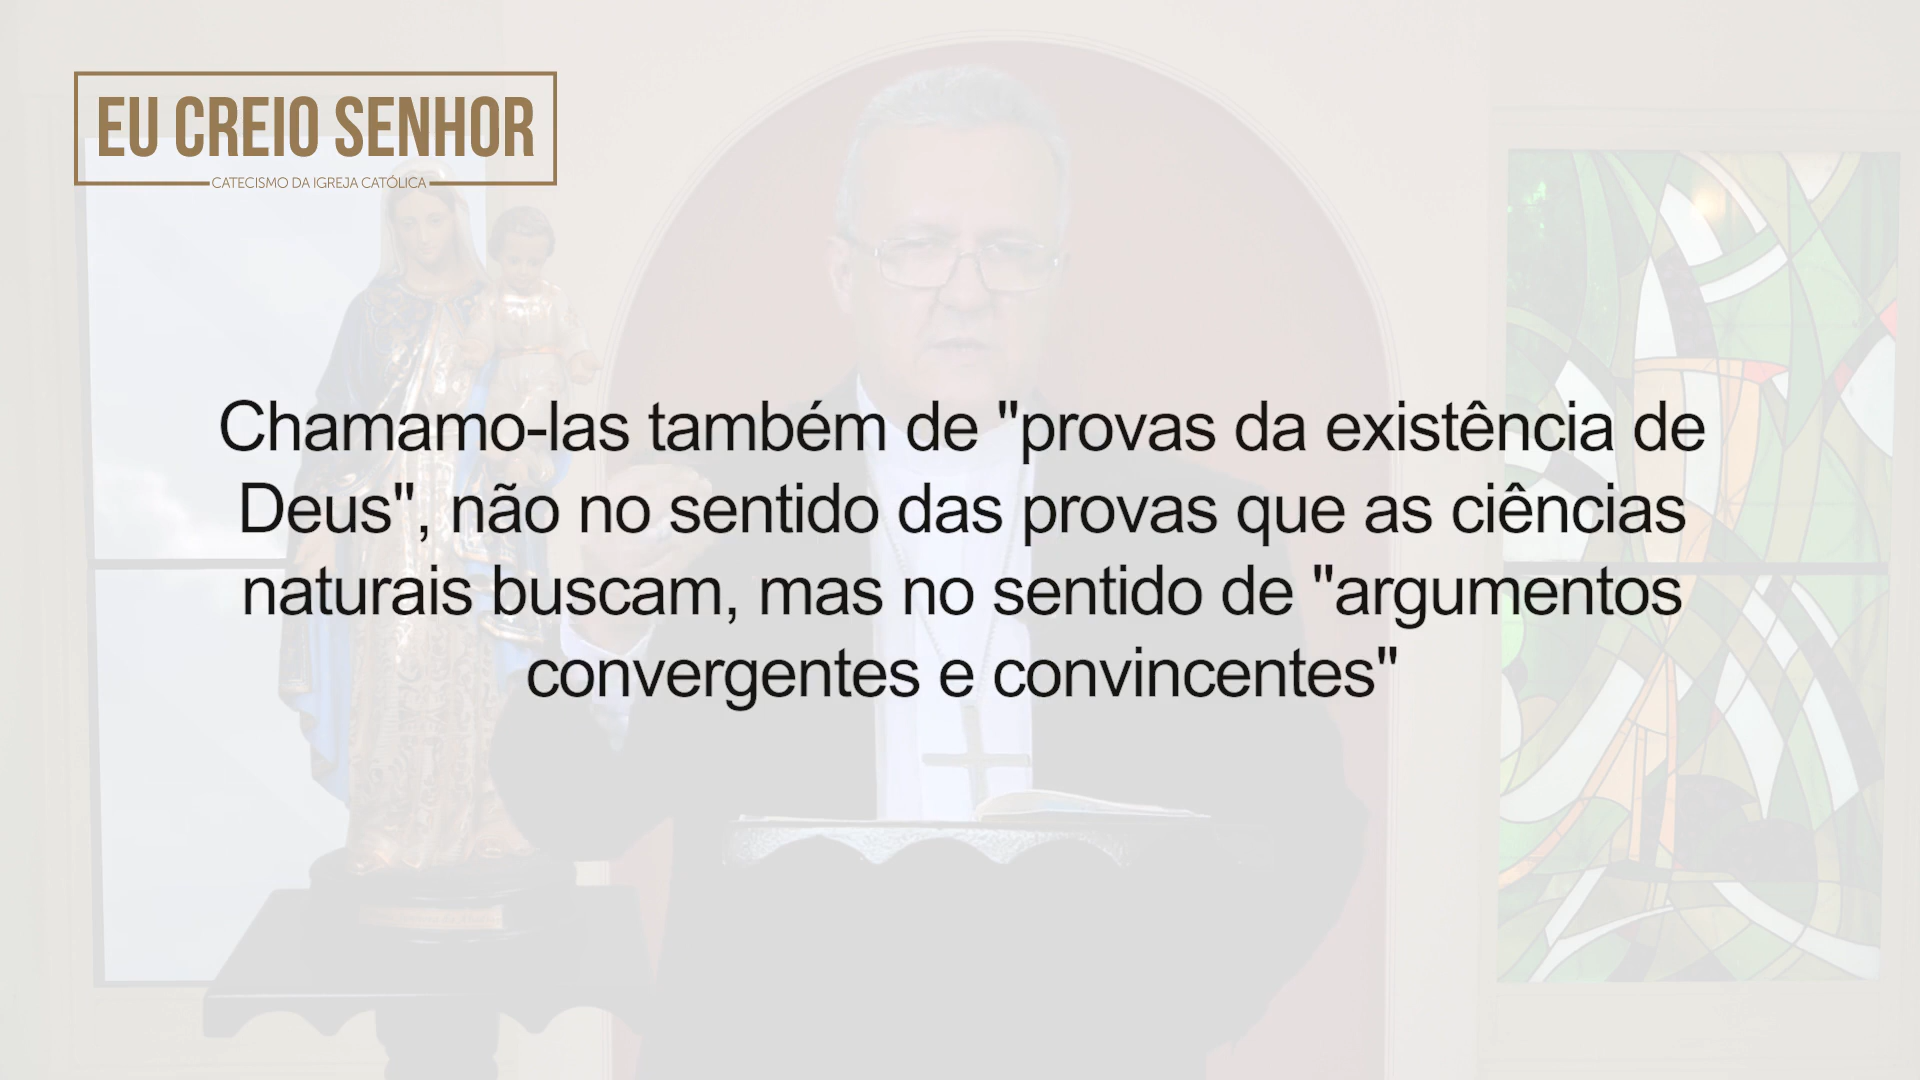 EU CREIO SENHOR
CATECISMO DA IGREJA CATÓLICA
Chamamo-las também de "provas da existência de
Deus", não no sentido das provas que as ciências
naturais buscam, mas no sentido de "argumentos
convergentes e convincentes"